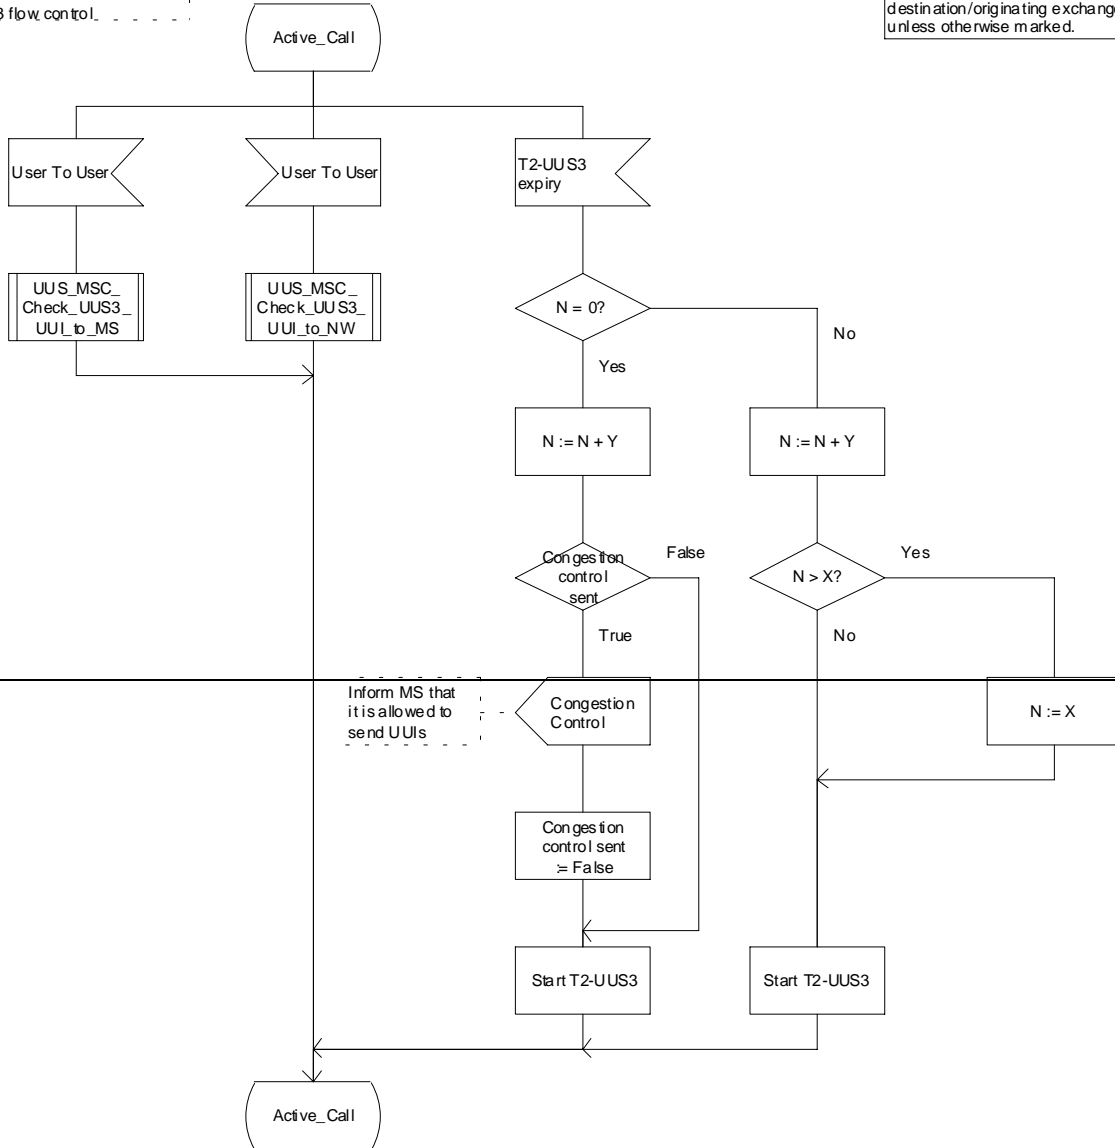 3 flow control
destination/originating exchange
unless otherwise marked.
Active_Call
User To User
User To User
T2-UUS3
expiry
UUS_MSC_
Check_UUS3_
UUI_to_MS
UUS_MSC_
Check_UUS3_
UUI_to_NW
N = 0?
No
Yes
N := N + Y
N := N + Y
Congestion
control
sent
False
N > X?
Yes
True
No
Inform MS that
it is allowed to
send UUIs
Congestion
Control
N := X
Congestion
control sent
:= False
Start T2-UUS3
Start T2-UUS3
Active_Call